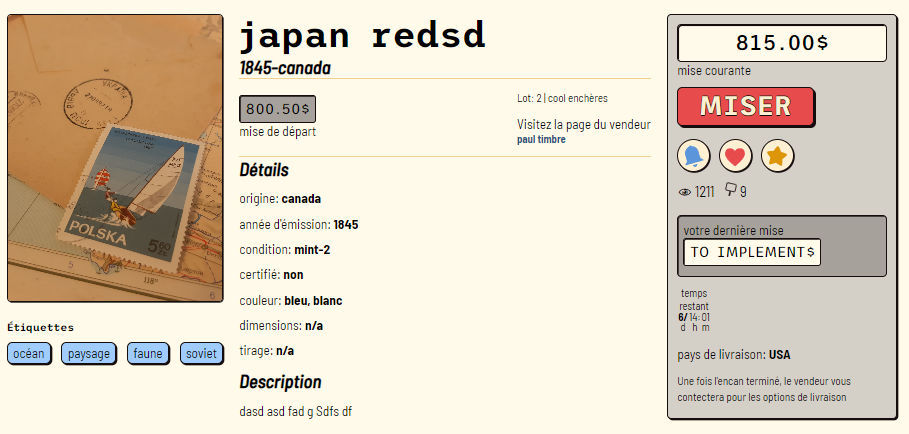 japan redsd
1845-canada
800.50$
mise de départ
Lot: 2 | cool enchères
Visitez la page du vendeur
paul timbre
Détails
origine: canada
année d'émission: 1845
condition: mint-2
certifié: non
couleur: bleu, blanc
dimensions: n/a
tirage: n/a
Description
dasd asd fad g Sdfs df
POLSKA
5
Étiquettes
océan
paysage
faune
soviet
815.00$
mise courante
MISER
1211
9
votre dernière mise
TO IMPLEMENT$
temps
restant
6/ 14: 01
d h m
pays de livraison: USA
Une fois l'encan terminé, le vendeur vous
contectera pour les options de livraison